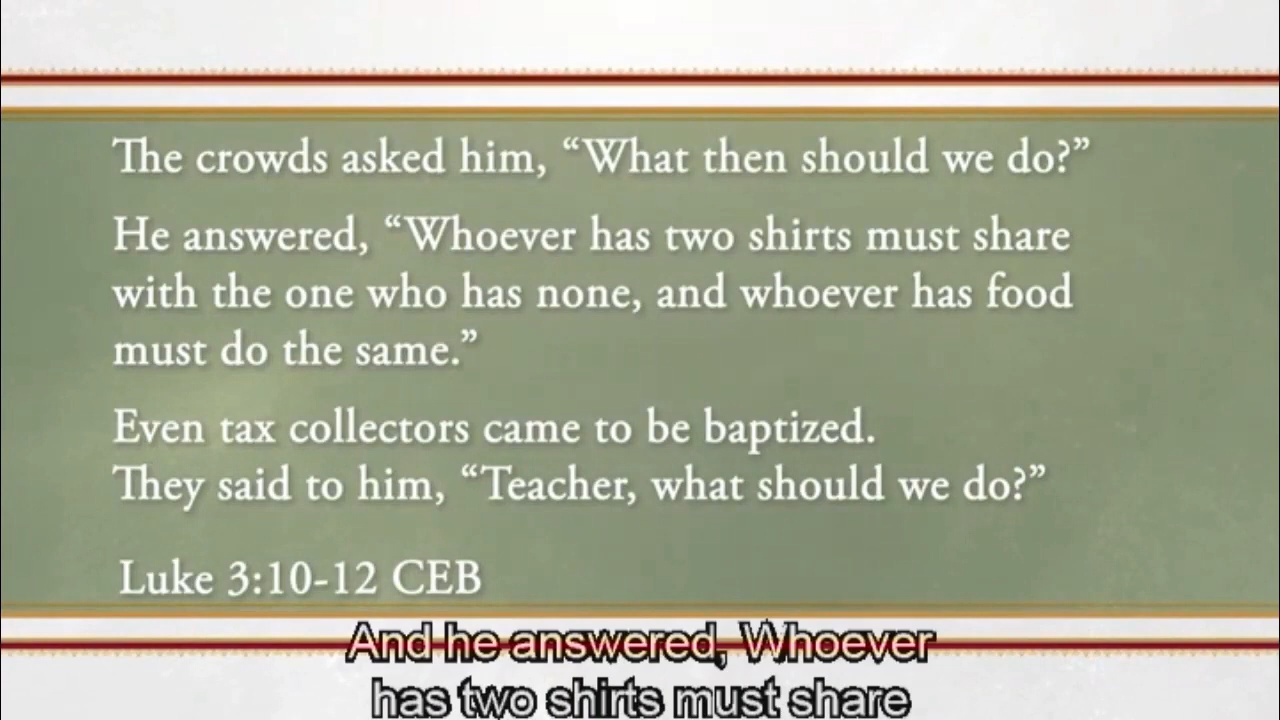 The crowds asked him, “What then should we do?”
He answered, “Whoever has two shirts must share
with the one who has none, and whoever has food
must do the same.”
Even tax collectors came to be baptized.
They said to him, “Teacher, what should we do?”
Luke 3:10-12 CEB
And he answered, Whoever
has two shirts must share